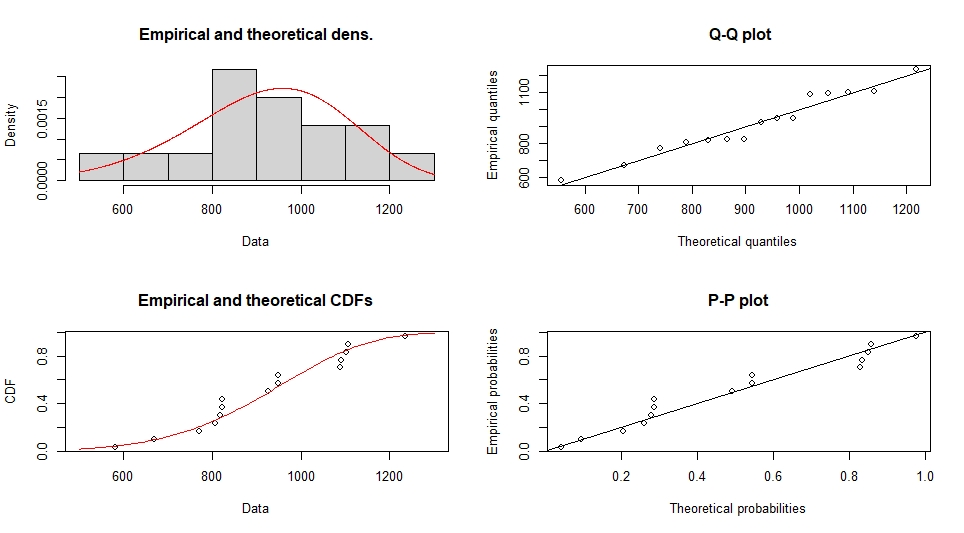 Empirical and theoretical dens.
Density
0.0000
0.0015
600
800
1000
1200
Data
Q-Q plot
Empirical quantiles
600
800
1100
600
700
800
900
1000
1100
1200
Theoretical quantiles
Empirical and theoretical CDFs
CDF
0.0
0.4
0.8
600
800
1000
1200
Data
P-P plot
Empirical probabilities
0.0
0.4
0.8
0.2
0.4
0.6
0.8
1.0
Theoretical probabilities